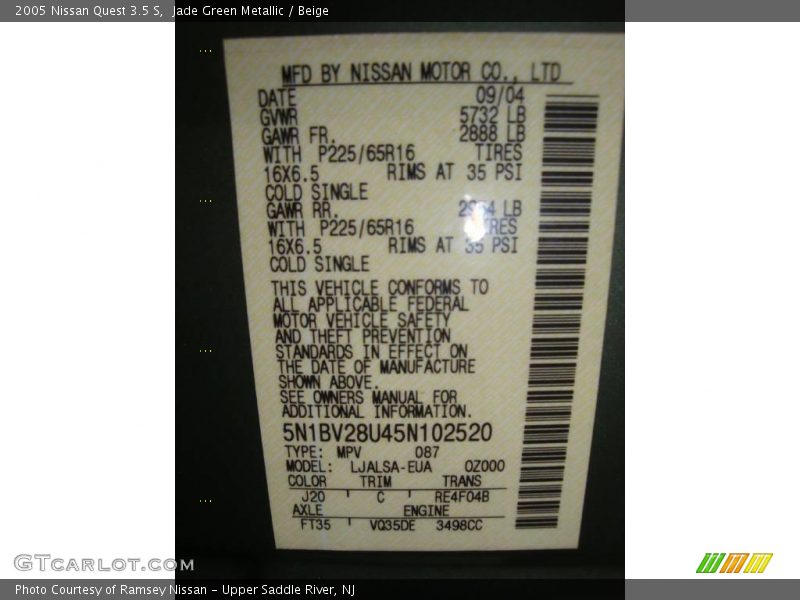 2005 Nissan Quest 3.5 S,  Jade Green Metallic / Beige
MFD BY NISSAN MOTOR CO., LTD
DATE 09/04
GVWR 5732 LB
GAWR FR. 2888 LB
WITH P225/65R16 TIRES
16X6.5 RIMS AT 35 PSI
COLD SINGLE
GAWR RR. LB
WITH P225/65R16
16X6.5 RIMS AT 35 PSI
COLD SINGLE
THIS VEHICLE CONFORMS TO
ALL APPLICABLE FEDERAL
MOTOR VEHICLE SAFETY
AND THEFT PREVENTION
STANDARDS IN EFFECT ON
THE DATE OF MANUFACTURE
SHOWN ABOVE.
SEE OWNERS MANUAL FOR
ADDITIONAL INFORMATION.
5N1BV28U45N102520
TYPE: MPV 087
MODEL: LJALSA-EUA 0Z000
COLOR TRIM TRANS
J20 C RE4F04B
AXLE ENGINE
FT35 VQ35DE 3498CC
GTCARLOT.COM
Photo Courtesy of Ramsey Nissan - Upper Saddle River, NJ